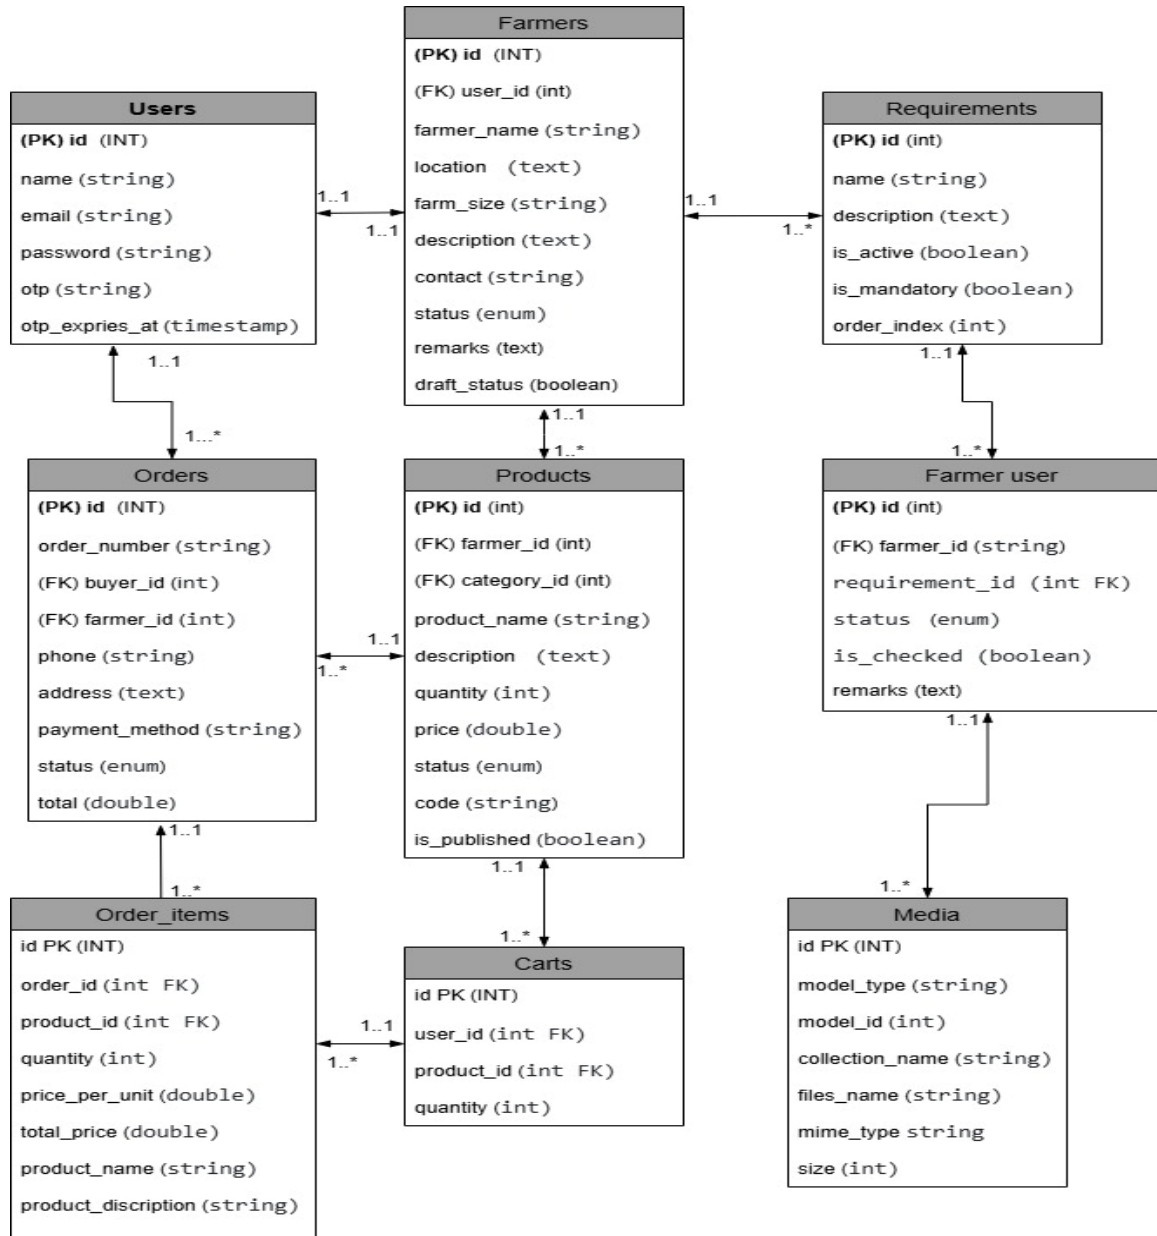 Farmers
(PK) id (INT)
(FK) user_id (int)
farmer_name (string)
location (text)
farm_size (string)
description (text)
contact (string)
status (enum)
remarks (text)
draft_status (boolean)
Users
(PK) id (INT)
name (string)
email (string)
password (string)
otp (string)
otp_expries_at (timestamp)
Requirements
(PK) id (int)
name (string)
description (text)
is_active (boolean)
is_mandatory (boolean)
order_index (int)
1..1
1..1
1..1
1..*
1..1
1...*
1..1
1..*
1..1
1..*
Orders
(PK) id (INT)
order_number (string)
(FK) buyer_id (int)
(FK) farmer_id (int)
phone (string)
address (text)
payment_method (string)
status (enum)
total (double)
Products
(PK) id (int)
(FK) farmer_id (int)
(FK) category_id (int)
product_name (string)
description (text)
quantity (int)
price (double)
status (enum)
code (string)
is_published (boolean)
Farmer user
(PK) id (int)
(FK) farmer_id (string)
requirement_id (int FK)
status (enum)
is_checked (boolean)
remarks (text)
1..1
1..*
1..1
1..*
1..1
1..*
1..1
1..*
Order_items
id PK (INT)
order_id (int FK)
product_id (int FK)
quantity (int)
price_per_unit (double)
total_price (double)
product_name (string)
product_discription (string)
1..1
1..*
Carts
id PK (INT)
user_id (int FK)
product_id (int FK)
quantity (int)
Media
id PK (INT)
model_type (string)
model_id (int)
collection_name (string)
files_name (string)
mime_type string
size (int)